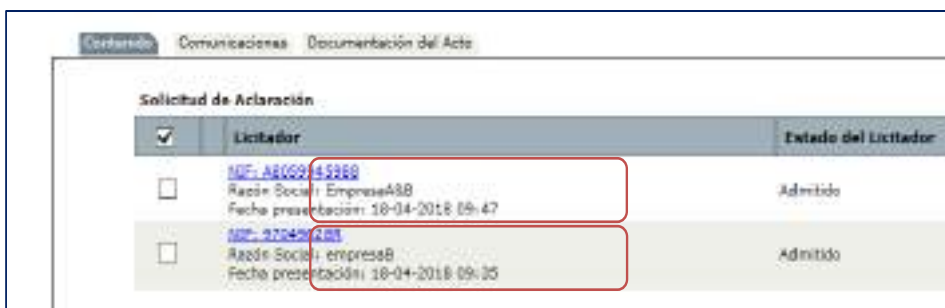 Contenido Comunicaciones Documentación del Acto
Solicitud de Aclaración
Licitador Estado del Licitador
NIF:
Razón Social: EmpresaA&B Admitido
Fecha presentación: 18-04-2018 09:47
NIF:
Razón Social: empresaB Admitido
Fecha presentación: 18-04-2018 09:35